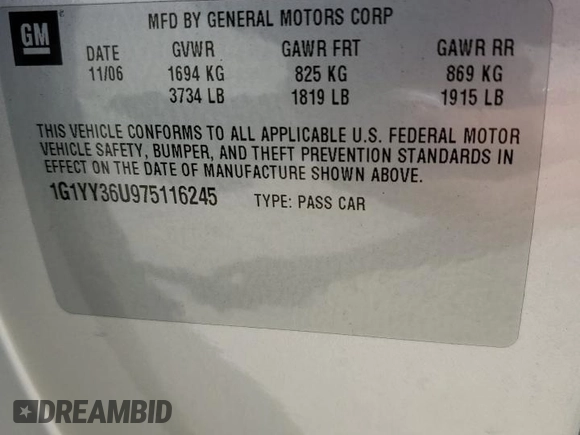 GM
MFD BY GENERAL MOTORS CORP
DATE GVWR GAWR FRT GAWR RR
11/06 1694 KG 825 KG 869 KG
3734 LB 1819 LB 1915 LB
THIS VEHICLE CONFORMS TO ALL APPLICABLE U.S. FEDERAL MOTOR
VEHICLE SAFETY, BUMPER, AND THEFT PREVENTION STANDARDS IN
EFFECT ON THE DATE OF MANUFACTURE SHOWN ABOVE.
1G1YY36U975116245 TYPE: PASS CAR
DREAMBID